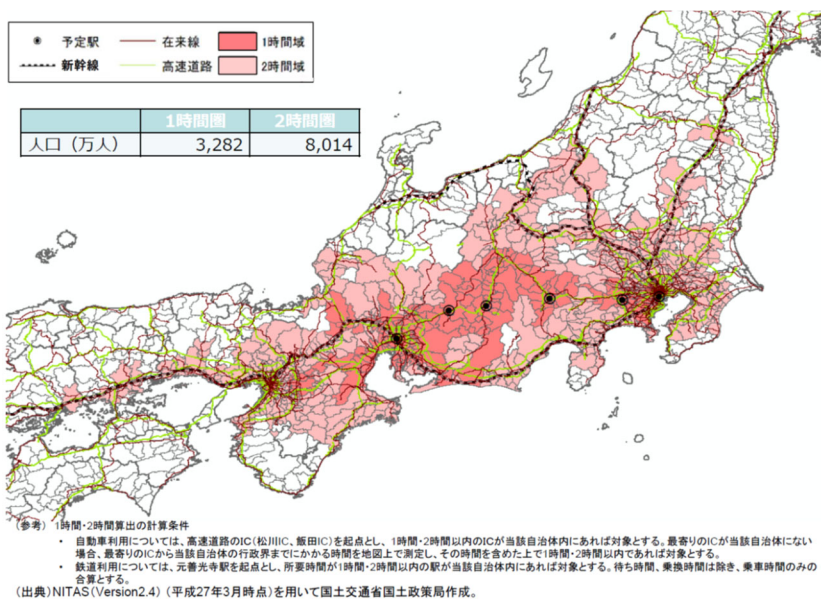 予定駅 在来線 1時間域
新幹線 高速道路 2時間域
1時間圏 2時間圏
人口（万人） 3,282 8,014
(参考) 1時間・2時間算出の計算条件
・ 自動車利用については、高速道路のIC(松川IC、飯田IC)を起点とし、1時間・2時間以内のICが当該自治体内にあれば対象とする。最寄りのICが当該自治体にない
場合、最寄りのICから当該自治体の行政界までにかかる時間を地図上で測定し、その時間を含めた上で1時間・2時間以内であれば対象とする。
・ 鉄道利用については、元善光寺駅を起点とし、所要時間が1時間・2時間以内の駅が当該自治体内にあれば対象とする。待ち時間、乗換時間は除き、乗車時間のみの
合算とする。
(出典)NITAS(Version2.4) (平成27年3月時点)を用いて国土交通省国土政策局作成。